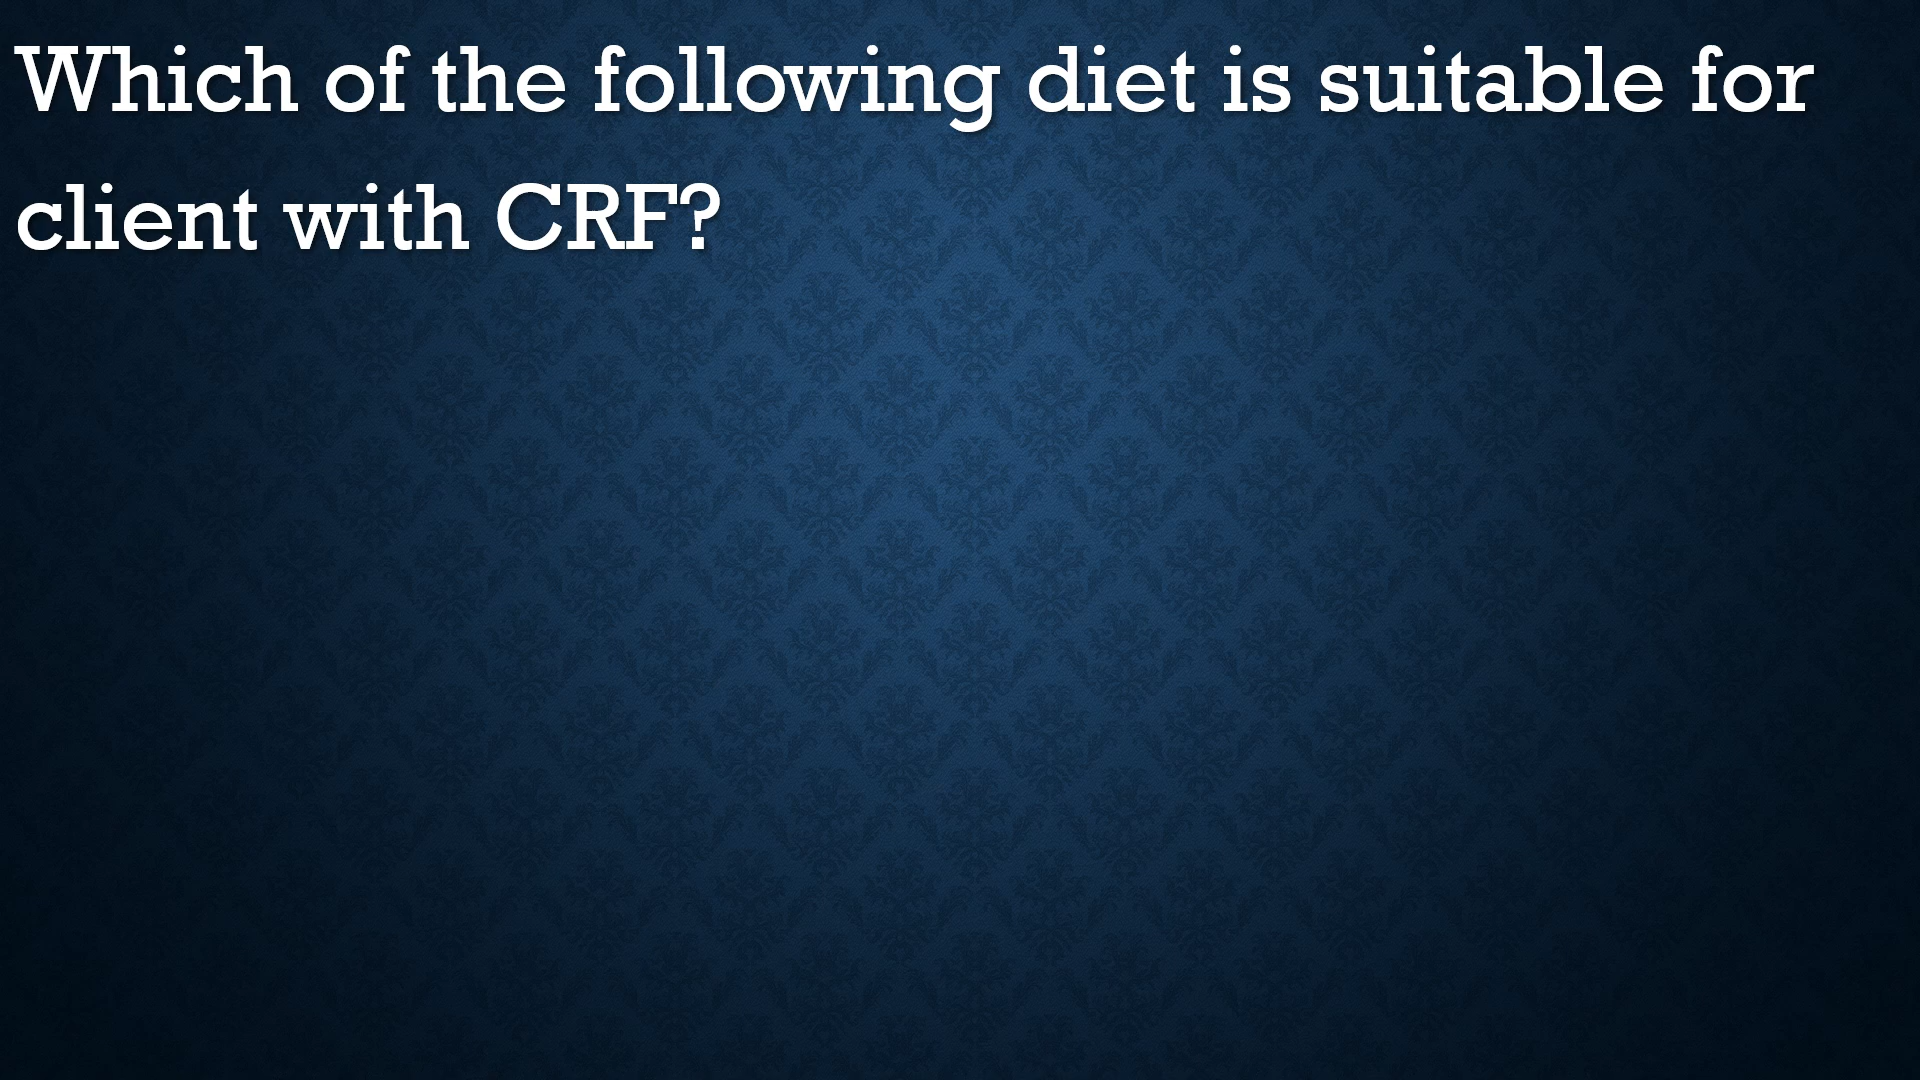 Which of the following diet is suitable for
client with CRF?